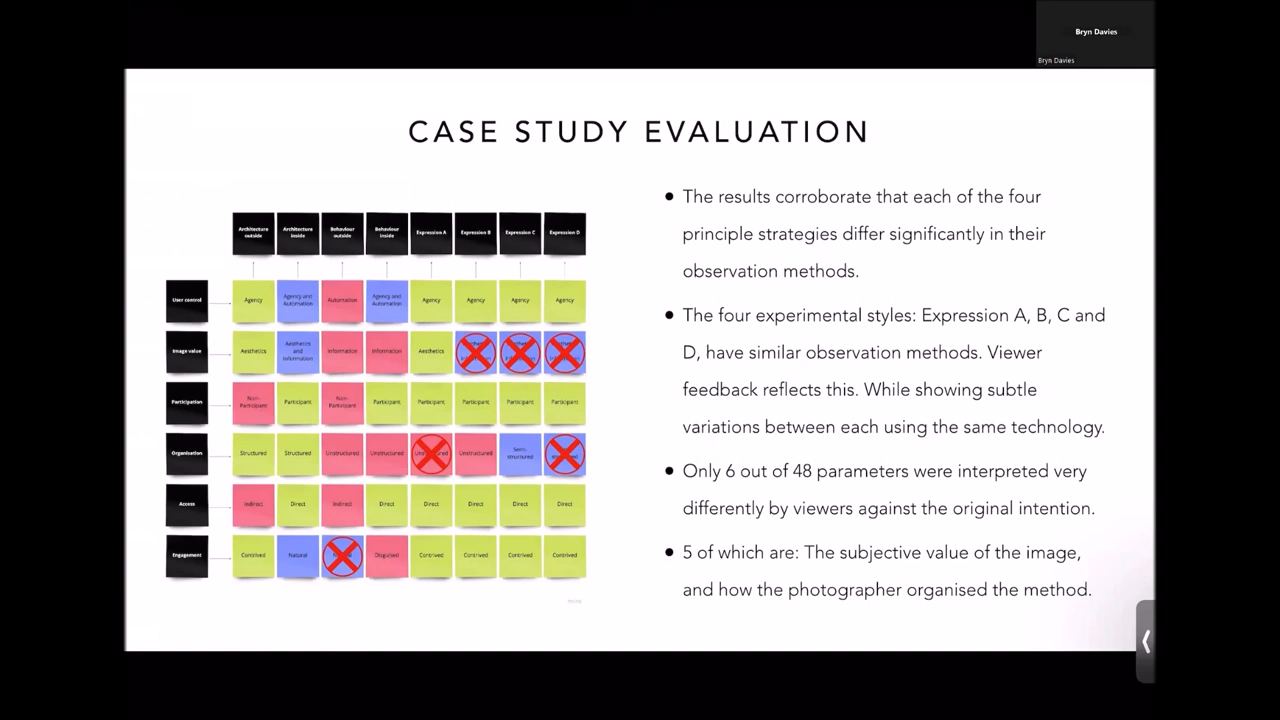 Bryn Davies
Bryn Davies
CASE STUDY EVALUATION
Architecture outside
Architecture inside
Behaviour outside
Behaviour inside
Expression A
Expression B
Expression C
Expression D
User control
Agency
Agency and Automation
Automation
Agency and Automation
Agency
Agency
Agency
Agency
Image value
Aesthetics
Aesthetics and Information
Information
Information
Aesthetics
Participation
Non-Participant
Participant
Non-Participant
Participant
Participant
Participant
Participant
Participant
Organisation
Structured
Structured
Unstructured
Unstructured
Unstructured
Semi-structured
Access
Indirect
Direct
Indirect
Direct
Direct
Direct
Direct
Direct
Engagement
Contrived
Natural
Disguised
Contrived
Contrived
Contrived
Contrived
● The results corroborate that each of the four
principle strategies differ significantly in their
observation methods.
● The four experimental styles: Expression A, B, C and
D, have similar observation methods. Viewer
feedback reflects this. While showing subtle
variations between each using the same technology.
● Only 6 out of 48 parameters were interpreted very
differently by viewers against the original intention.
● 5 of which are: The subjective value of the image,
and how the photographer organised the method.